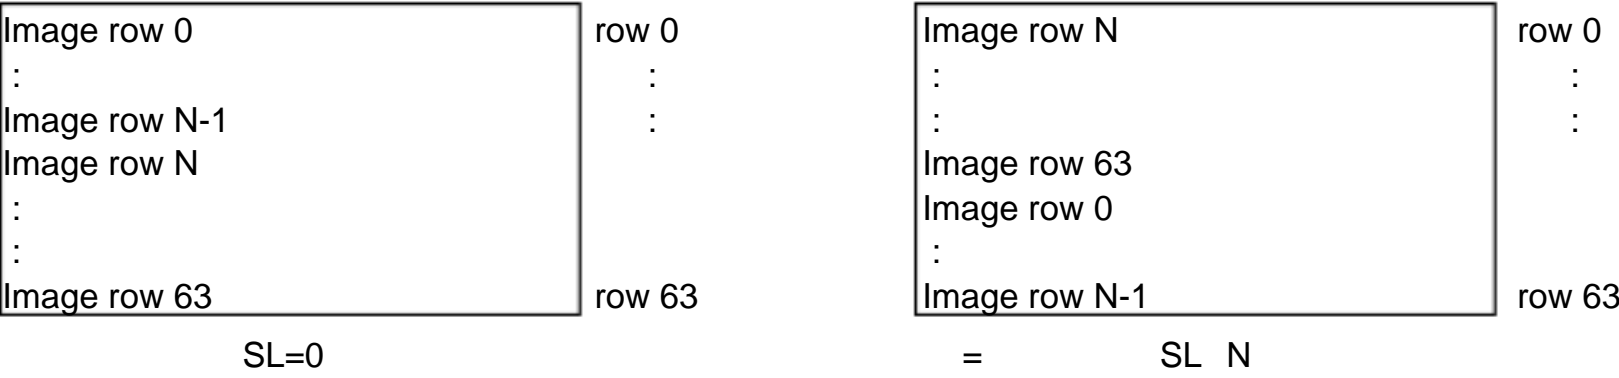 Image row 0 row 0 Image row N row 0
: : : :
Image row N-1 : : :
Image row N Image row 63
: Image row 0
: :
Image row 63 row 63 Image row N-1 row 63
SL=0 = SL N